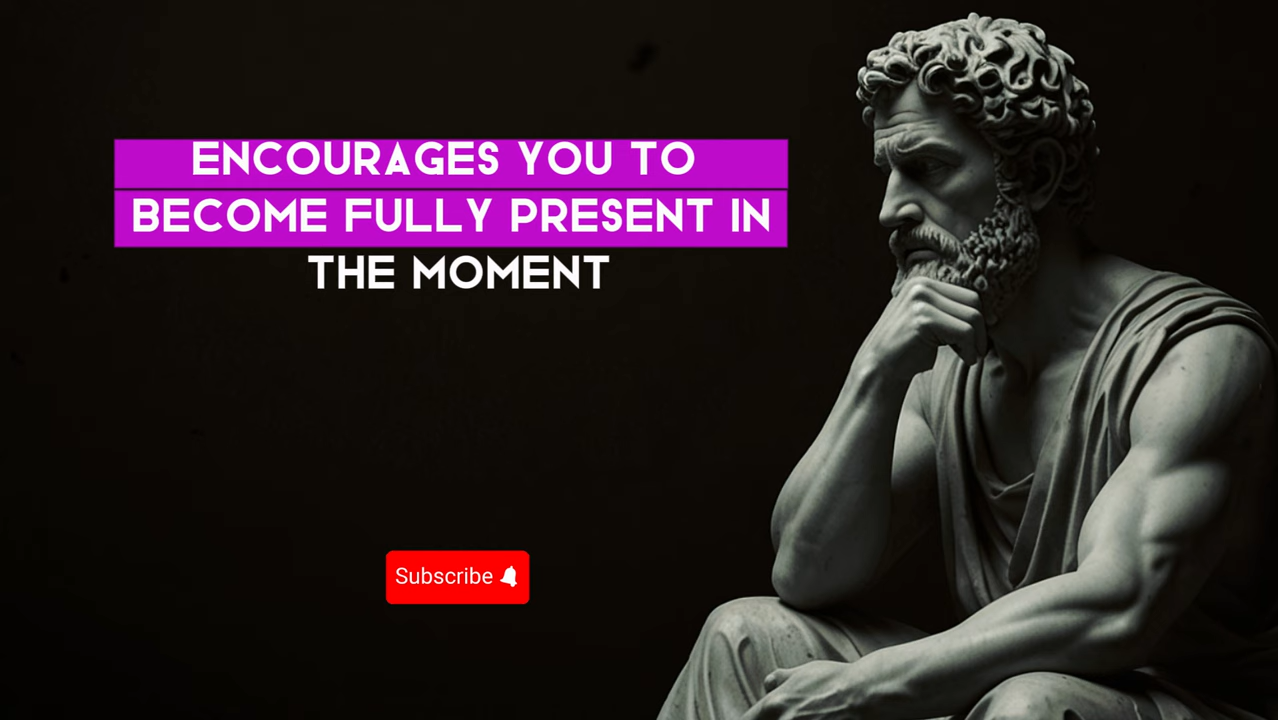 ENCOURAGES YOU TO
BECOME FULLY PRESENT IN
THE MOMENT
Subscribe